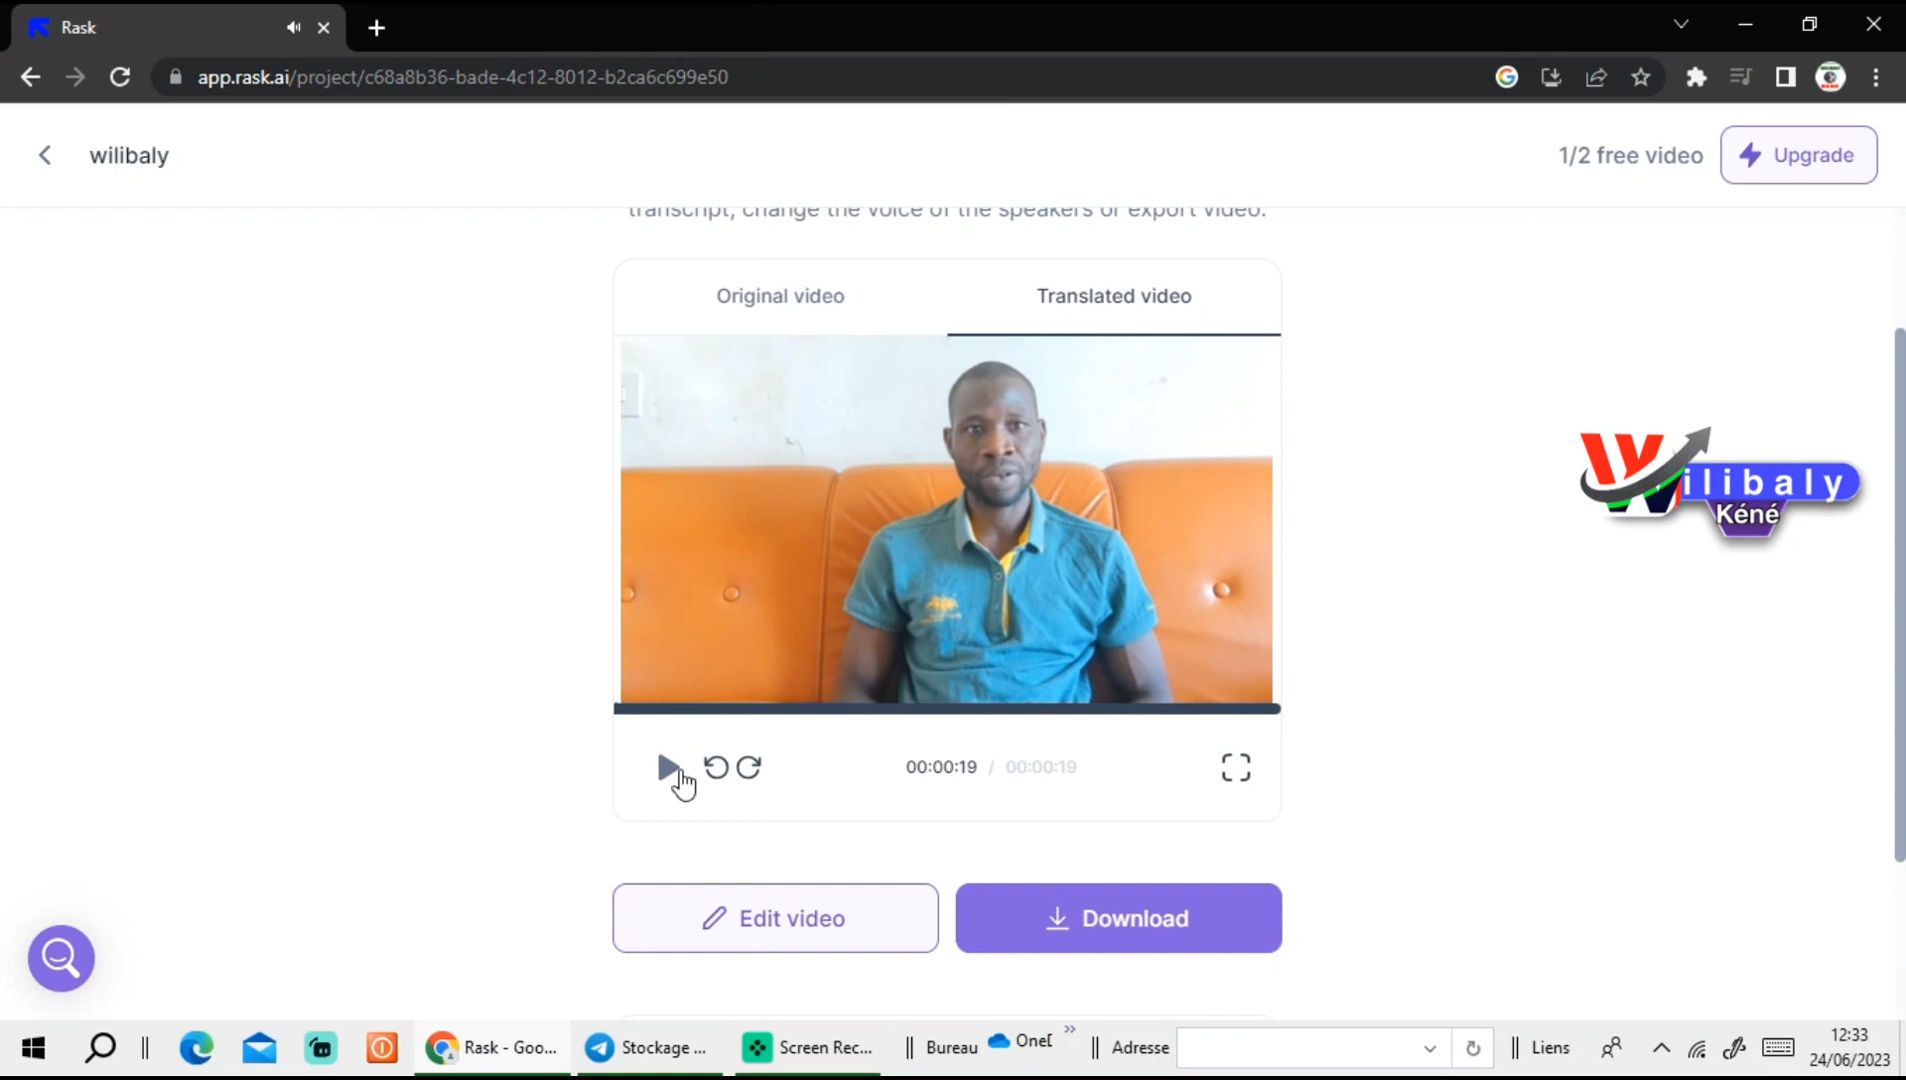 Rask
app.rask.ai/project/c68a8b36-bade-4c12-8012-b2ca6c699e50
wilibaly
1/2 free video
Upgrade
transcript, change the voice of the speakers or export video.
Original video
Translated video
Wilibaly
Kéné
00:00:19 / 00:00:19
Edit video
Download
Rask - Goo...
Stockage ...
Screen Rec...
Bureau
OneD
»
Adresse
Liens
12:33
24/06/2023